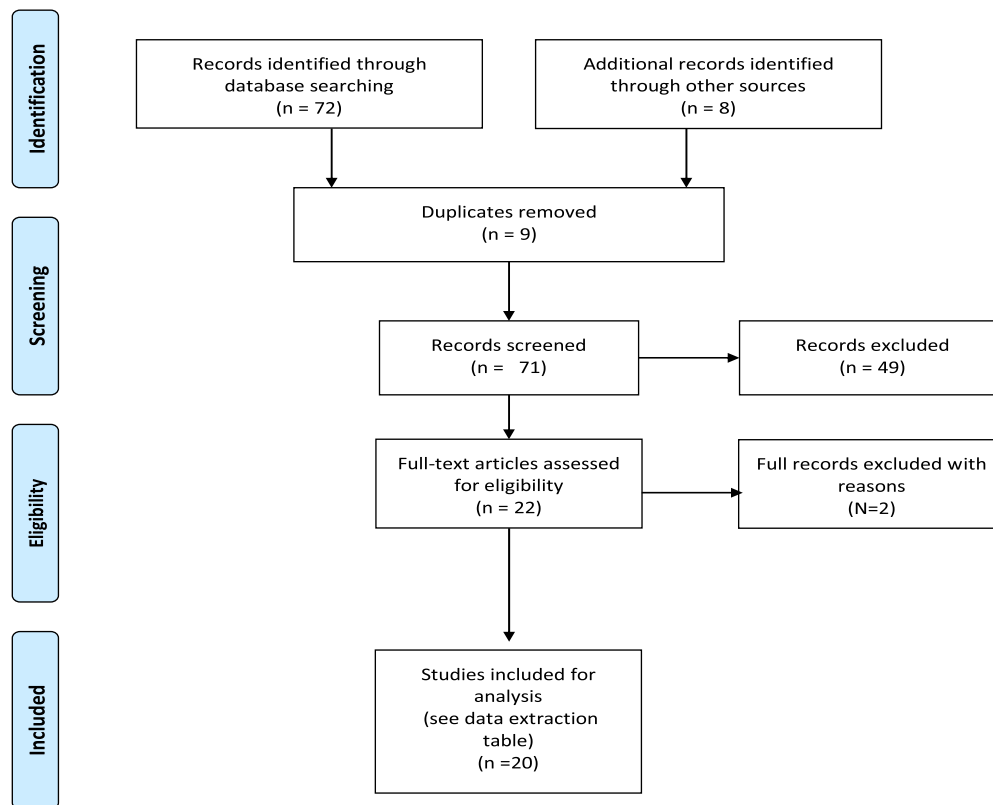 Identification
Records identified through
database searching
(n = 72)
Additional records identified
through other sources
(n = 8)
Duplicates removed
(n = 9)
Screening
Records screened
(n = 71)
Records excluded
(n = 49)
Eligibility
Full-text articles assessed
for eligibility
(n = 22)
Full records excluded with
reasons
(N=2)
Included
Studies included for
analysis
(see data extraction
table)
(n =20)